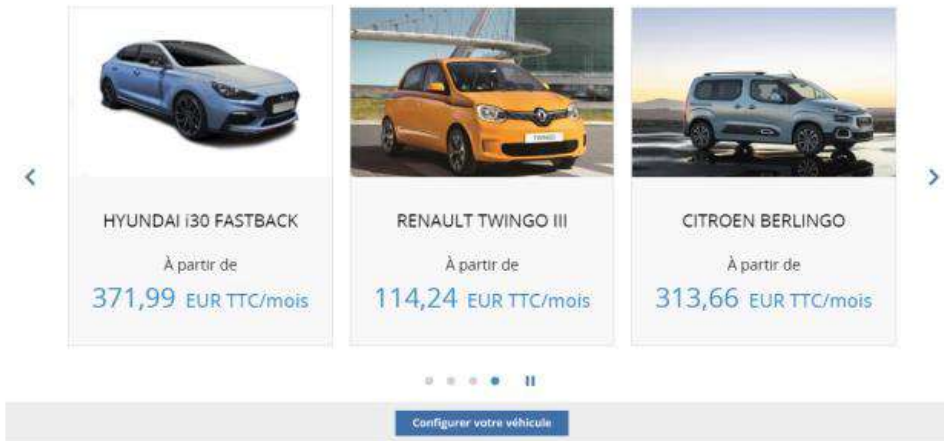 TWINGO
HYUNDAI i30 FASTBACK
À partir de
371,99 EUR TTC/mois
RENAULT TWINGO III
À partir de
114,24 EUR TTC/mois
CITROEN BERLINGO
À partir de
313,66 EUR TTC/mois
Configurer votre véhicule